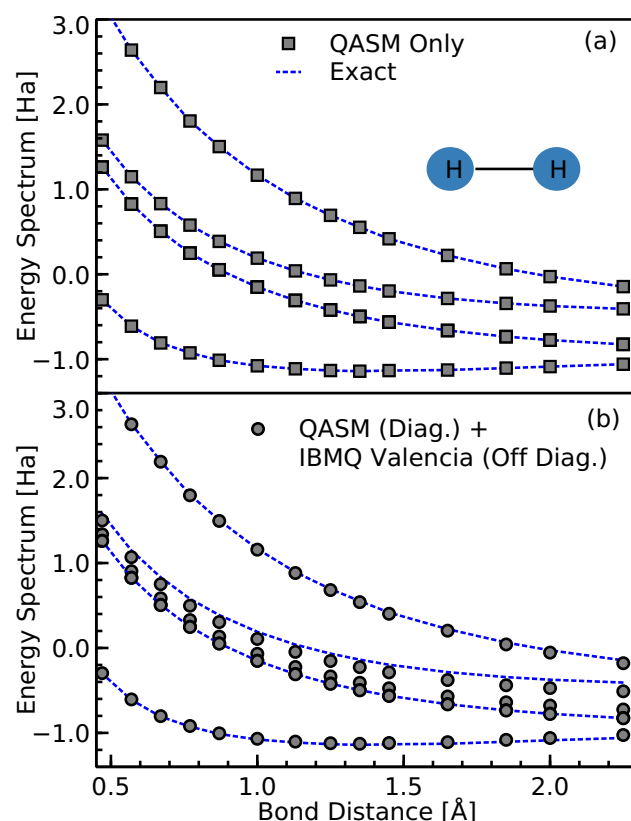 3.0
2.0
1.0
0.0
−1.0
Energy Spectrum [Ha]
QASM Only
Exact
(a)
H
H
3.0
2.0
1.0
0.0
−1.0
Energy Spectrum [Ha]
QASM (Diag.) +
IBMQ Valencia (Off Diag.)
(b)
0.5
1.0
1.5
2.0
Bond Distance [Å]